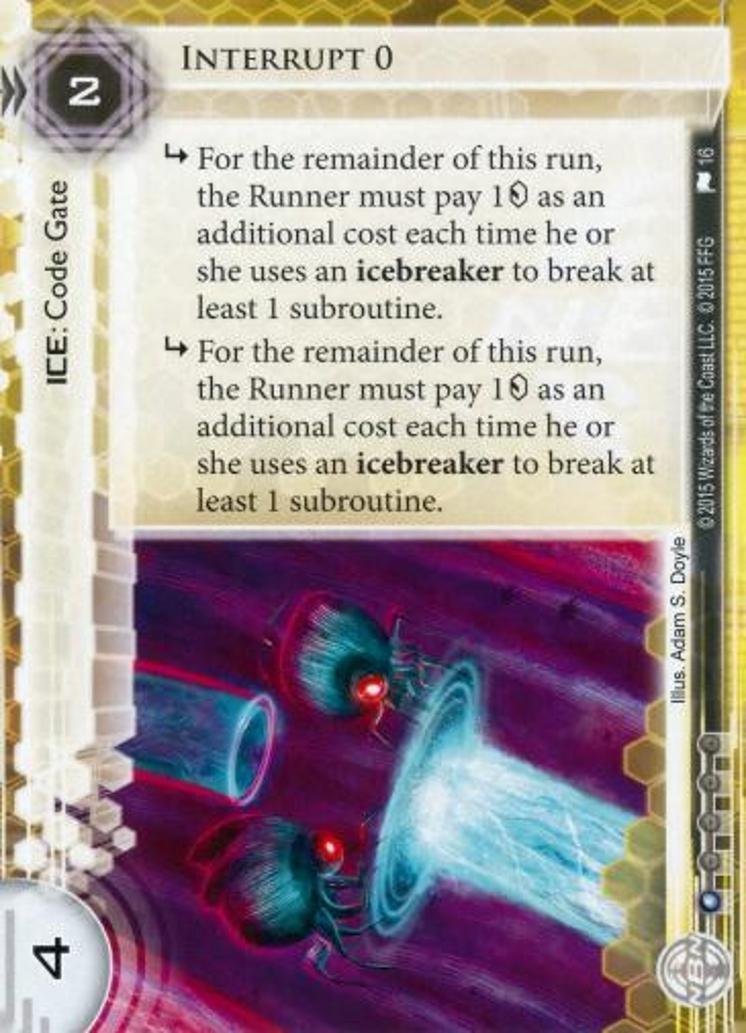 2
INTERRUPT 0
ICE: Code Gate
↳ For the remainder of this run,
the Runner must pay 1 as an
additional cost each time he or
she uses an icebreaker to break at
least 1 subroutine.
↳ For the remainder of this run,
the Runner must pay 1 as an
additional cost each time he or
she uses an icebreaker to break at
least 1 subroutine.
© 2015 Wizards of the Coast LLC. © 2015 FFG 16
Illus. Adam S. Doyle
4
NBN